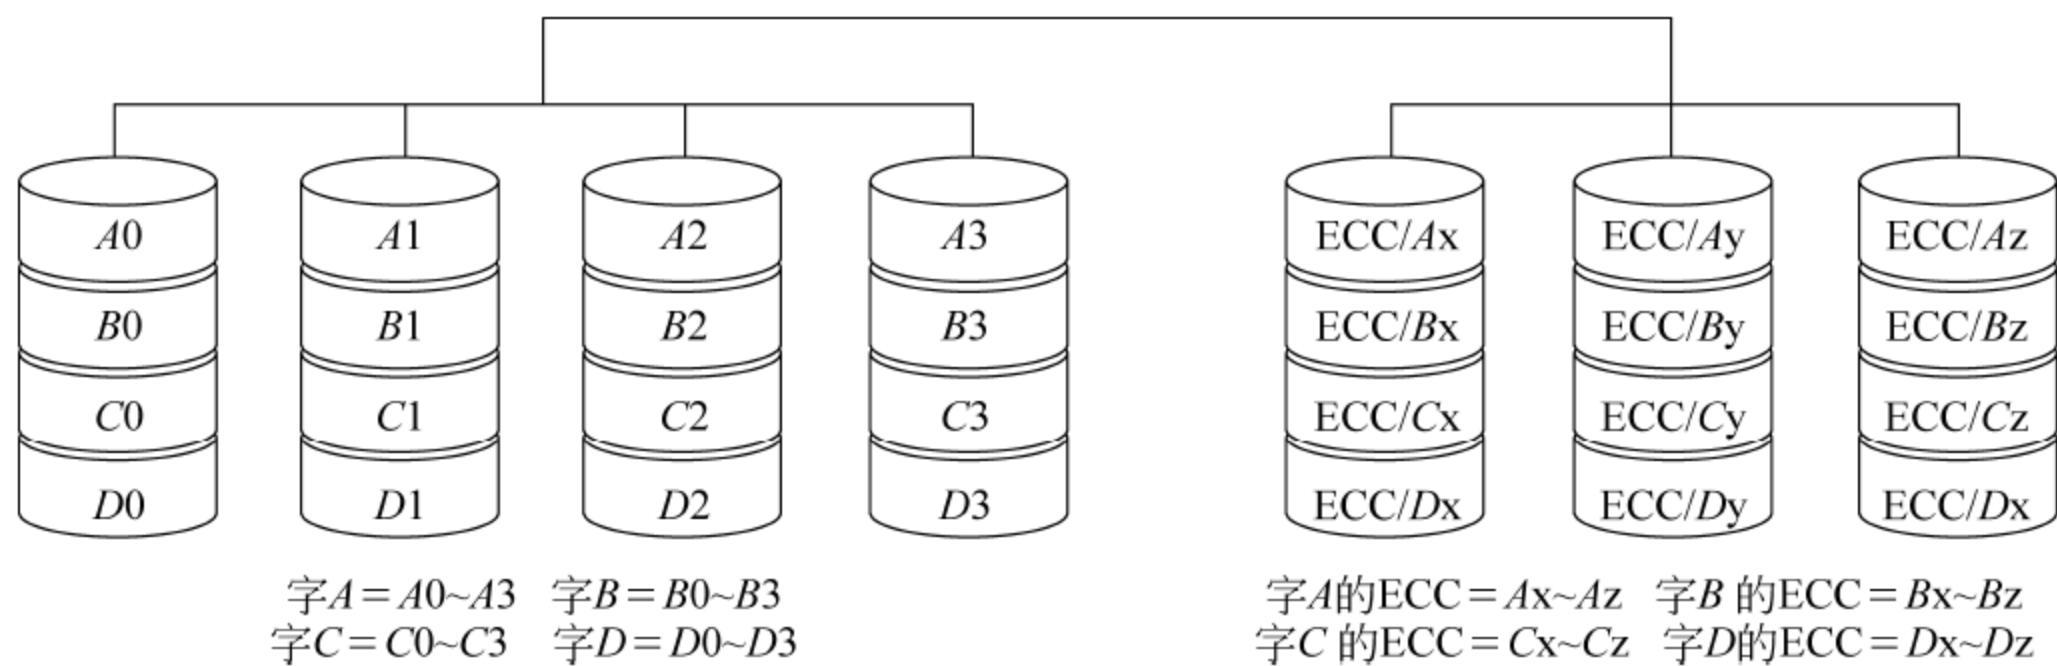 A0 A1 A2 A3 ECC/Ax ECC/Ay ECC/Az
B0 B1 B2 B3 ECC/Bx ECC/By ECC/Bz
C0 C1 C2 C3 ECC/Cx ECC/Cy ECC/Cz
D0 D1 D2 D3 ECC/Dx ECC/Dy ECC/Dx
字A=A0~A3 字B=B0~B3 字A的ECC=Ax~Az 字B 的ECC=Bx~Bz
字C=C0~C3 字D=D0~D3 字C 的ECC=Cx~Cz 字D的ECC=Dx~Dz